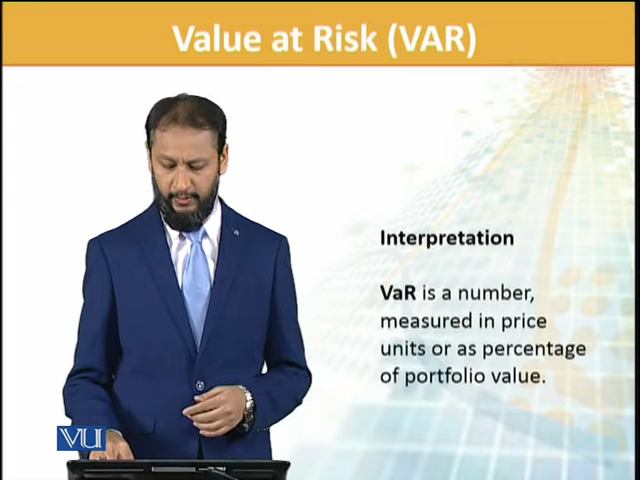 Value at Risk (VAR)
Interpretation
VaR is a number,
measured in price
units or as percentage
of portfolio value.
VU